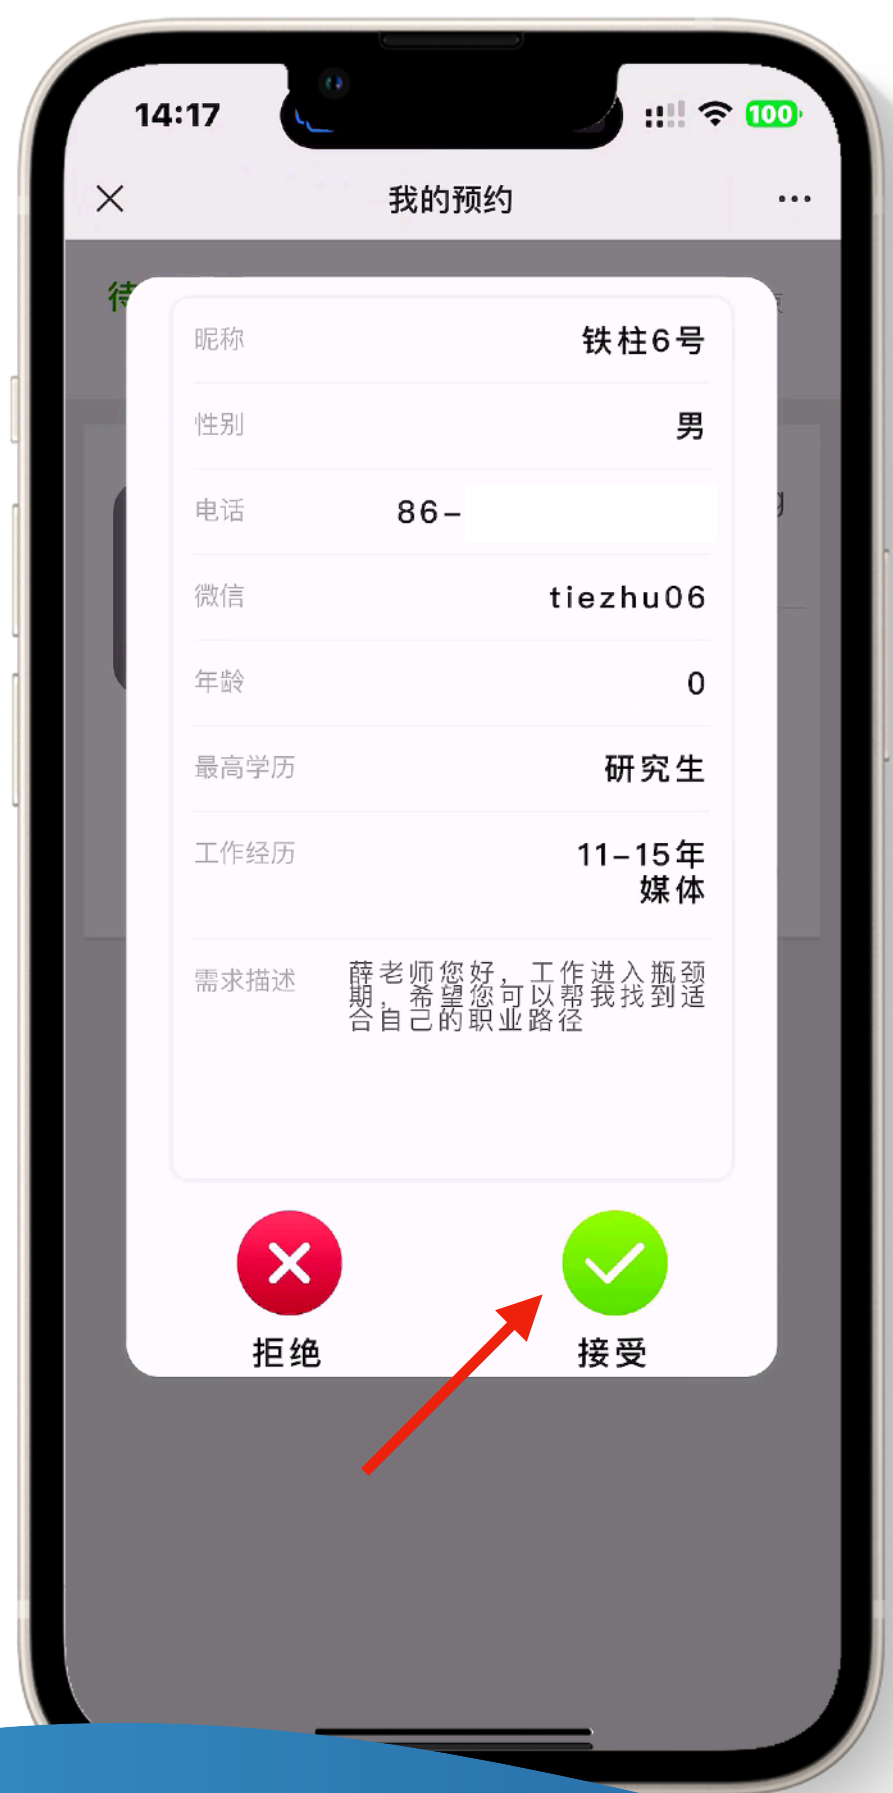 14:17
100
我的预约
待
昵称
铁柱6号
性别
男
电话
86-
微信
tiezhu06
年龄
0
最高学历
研究生
工作经历
11-15年
媒体
需求描述
薛老师您好，工作进入瓶颈
期，希望您可以帮我找到适
合自己的职业路径
拒绝
接受